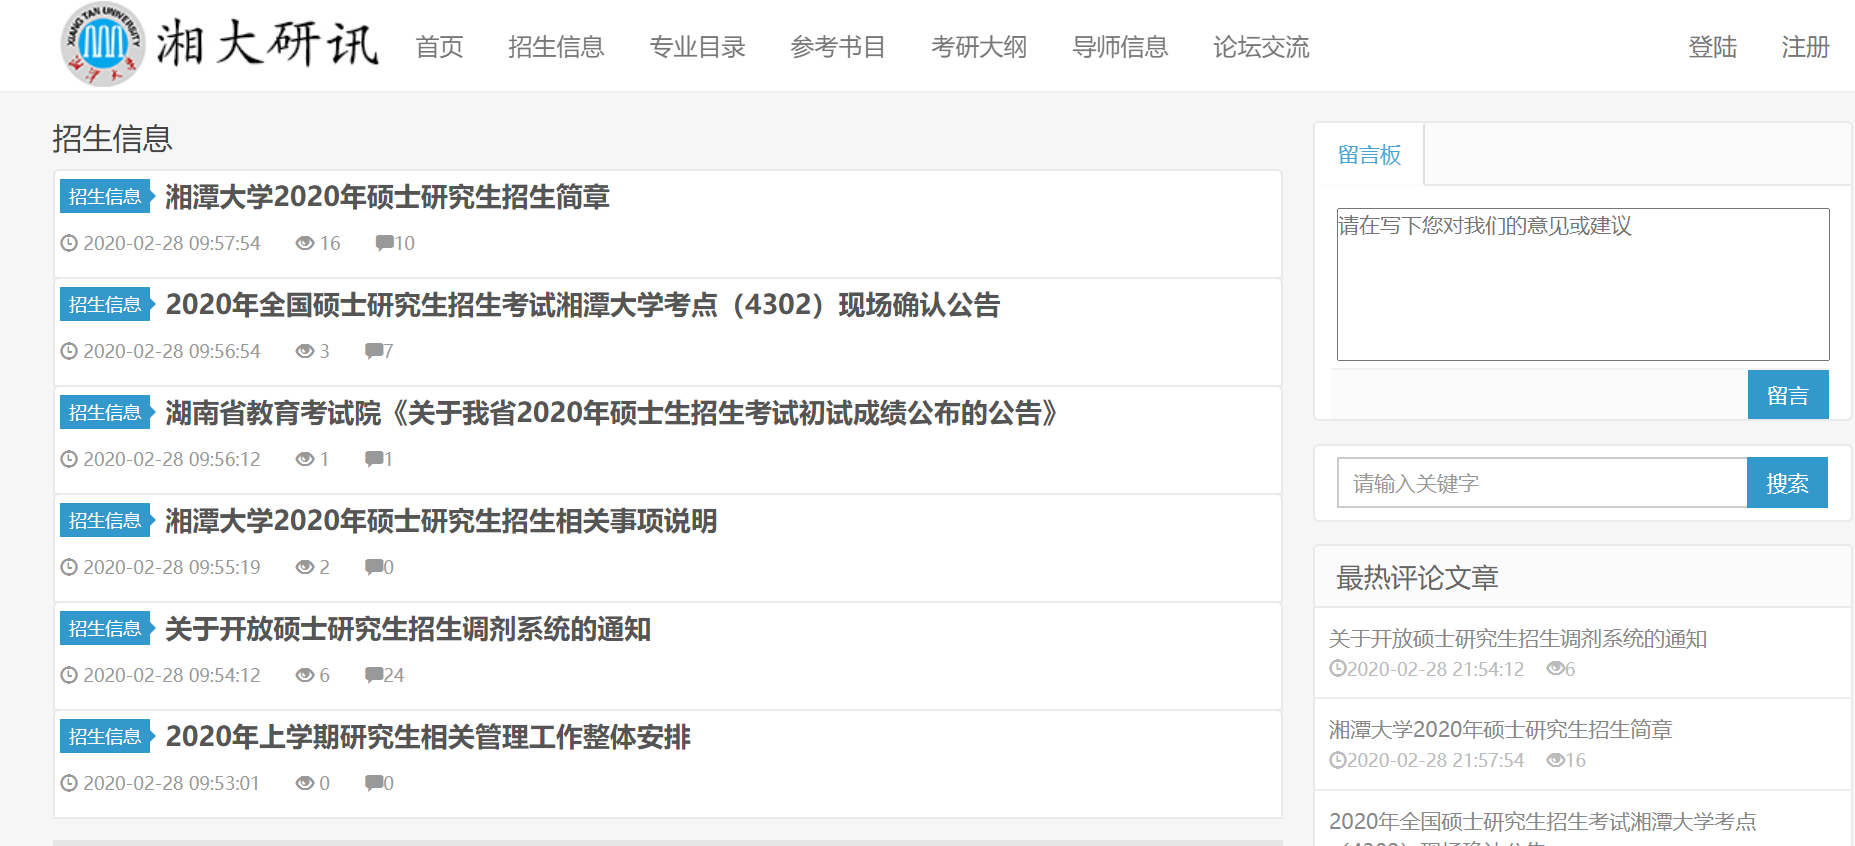 XIANG TAN UNIVERSITY
湘潭大学
湘大研讯
首页 招生信息 专业目录 参考书目 考研大纲 导师信息 论坛交流 登陆 注册
招生信息
招生信息 湘潭大学2020年硕士研究生招生简章
2020-02-28 09:57:54 16 10
招生信息 2020年全国硕士研究生招生考试湘潭大学考点（4302）现场确认公告
2020-02-28 09:56:54 3 7
招生信息 湖南省教育考试院《关于我省2020年硕士生招生考试初试成绩公布的公告》
2020-02-28 09:56:12 1 1
招生信息 湘潭大学2020年硕士研究生招生相关事项说明
2020-02-28 09:55:19 2 0
招生信息 关于开放硕士研究生招生调剂系统的通知
2020-02-28 09:54:12 6 24
招生信息 2020年上学期研究生相关管理工作整体安排
2020-02-28 09:53:01 0 0
留言板
请在写下您对我们的意见或建议
留言
请输入关键字 搜索
最热评论文章
关于开放硕士研究生招生调剂系统的通知
2020-02-28 21:54:12 6
湘潭大学2020年硕士研究生招生简章
2020-02-28 21:57:54 16
2020年全国硕士研究生招生考试湘潭大学考点
（4302）现场确认公告